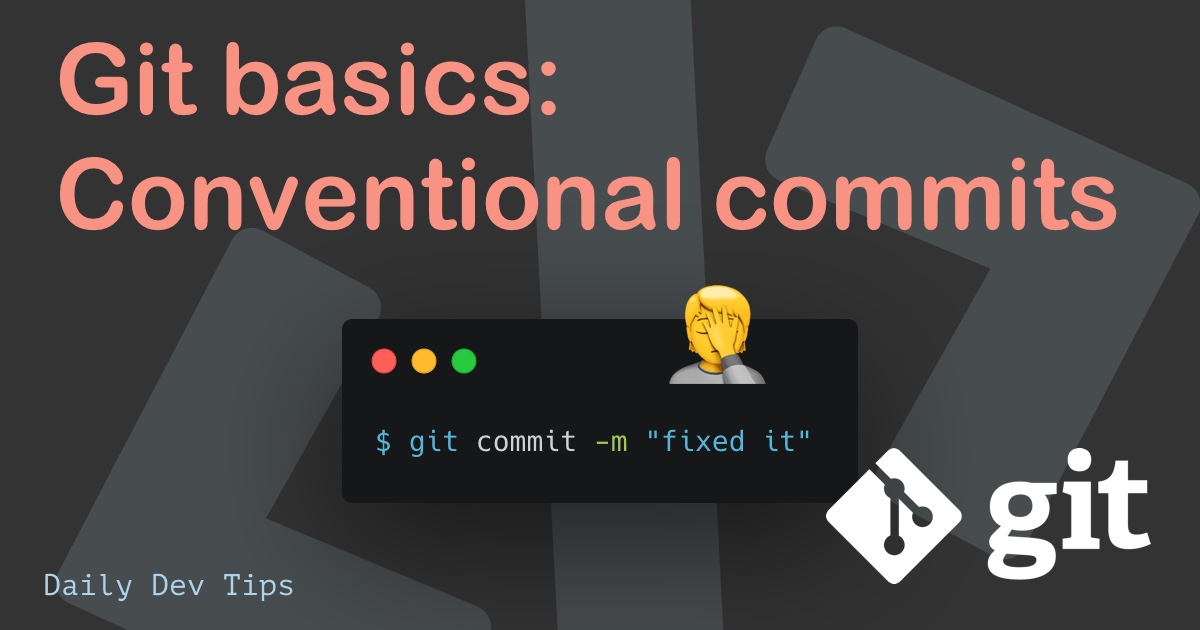 Git basics:
Conventional commits
$ git commit -m "fixed it"
git
Daily Dev Tips